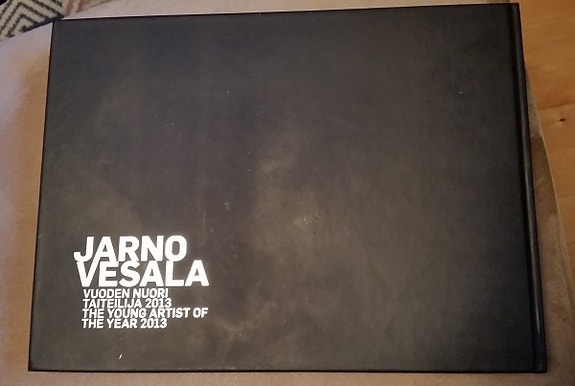 JARNO
VESALA
VUODEN NUORI
TAITEILIJA 2013
THE YOUNG ARTIST OF
THE YEAR 2013